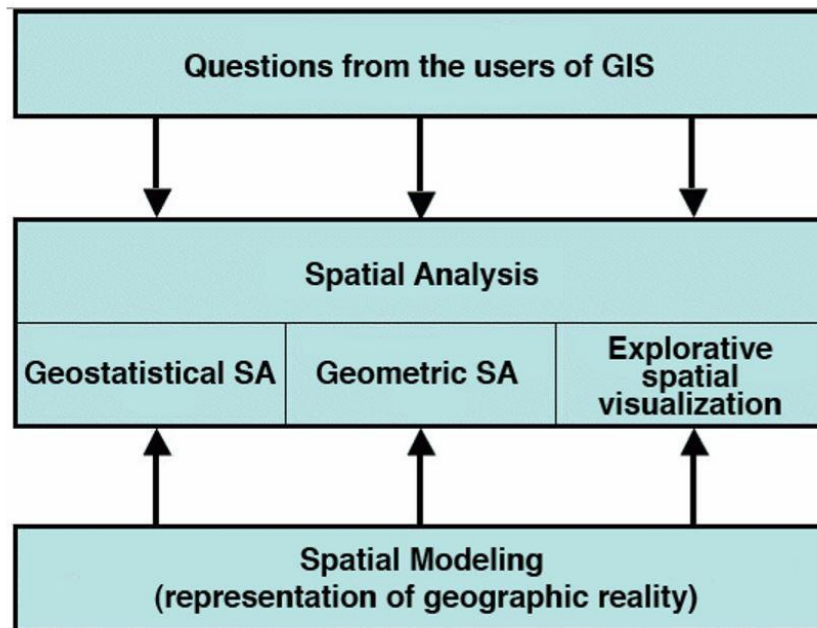 Questions from the users of GIS
Spatial Analysis
Geostatistical SA
Geometric SA
Explorative
spatial
visualization
Spatial Modeling
(representation of geographic reality)